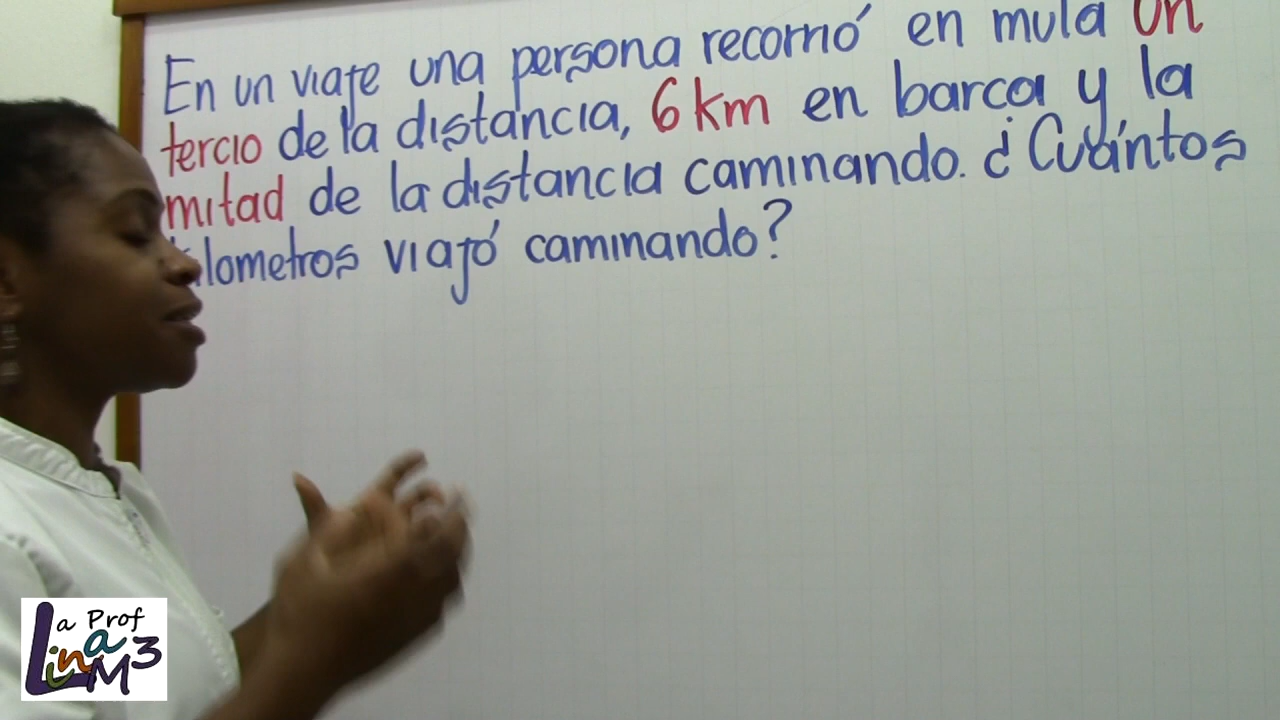 En un viaje una persona recorrió en mula un
tercio de la distancia, 6 km en barca y la
mitad de la distancia caminando. ¿Cuántos
kilometros viajó caminando?
La Prof
Lina M3